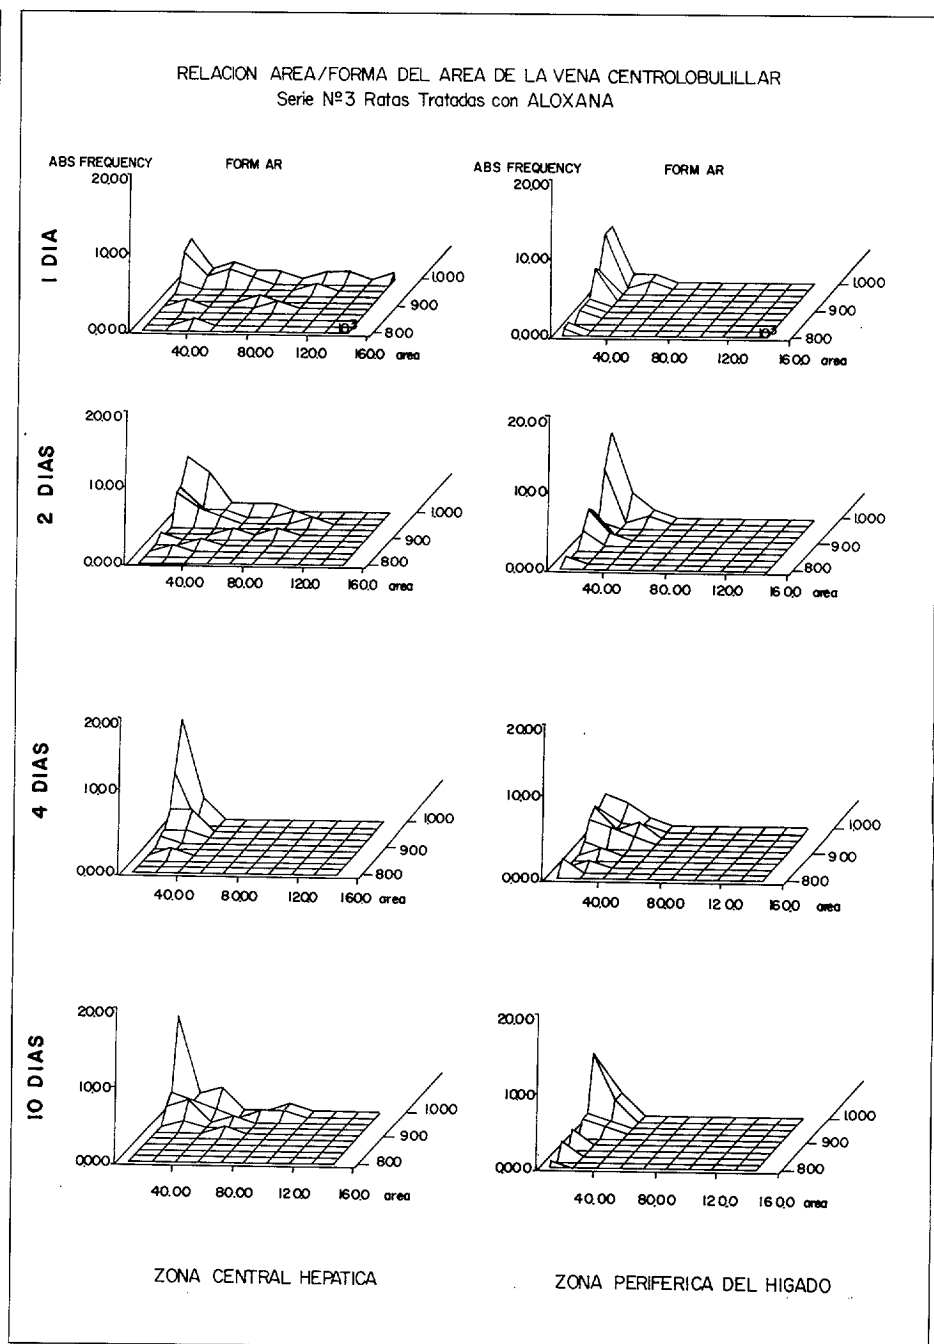 RELACION AREA/FORMA DEL AREA DE LA VENA CENTROLOBULILLAR
Serie Nº3 Ratas Tratadas con ALOXANA
1 DIA
ABS FREQUENCY FORM AR
20,00
10,00
0,000
10³
40.00 80.00 120.0 160.0 area
1,000
900
800
ABS FREQUENCY FORM AR
20,00
10,00
0,000
10³
40.00 80.00 120.0 160.0 area
1,000
900
800
2 DIAS
20,00
10,00
0,000
40.00 80.00 120.0 160.0 area
1,000
900
800
20,00
10,00
0,000
40.00 80.00 120.0 160.0 area
1,000
900
800
4 DIAS
20,00
10,00
0,000
40.00 80.00 120.0 160.0 area
1,000
900
800
20,00
10,00
0,000
40.00 80.00 120.0 160.0 area
1,000
900
800
10 DIAS
20,00
10,00
0,000
40.00 80.00 120.0 160.0 area
1,000
900
800
20,00
10,00
0,000
40.00 80.00 120.0 160.0 area
1,000
900
800
ZONA CENTRAL HEPATICA
ZONA PERIFERICA DEL HIGADO